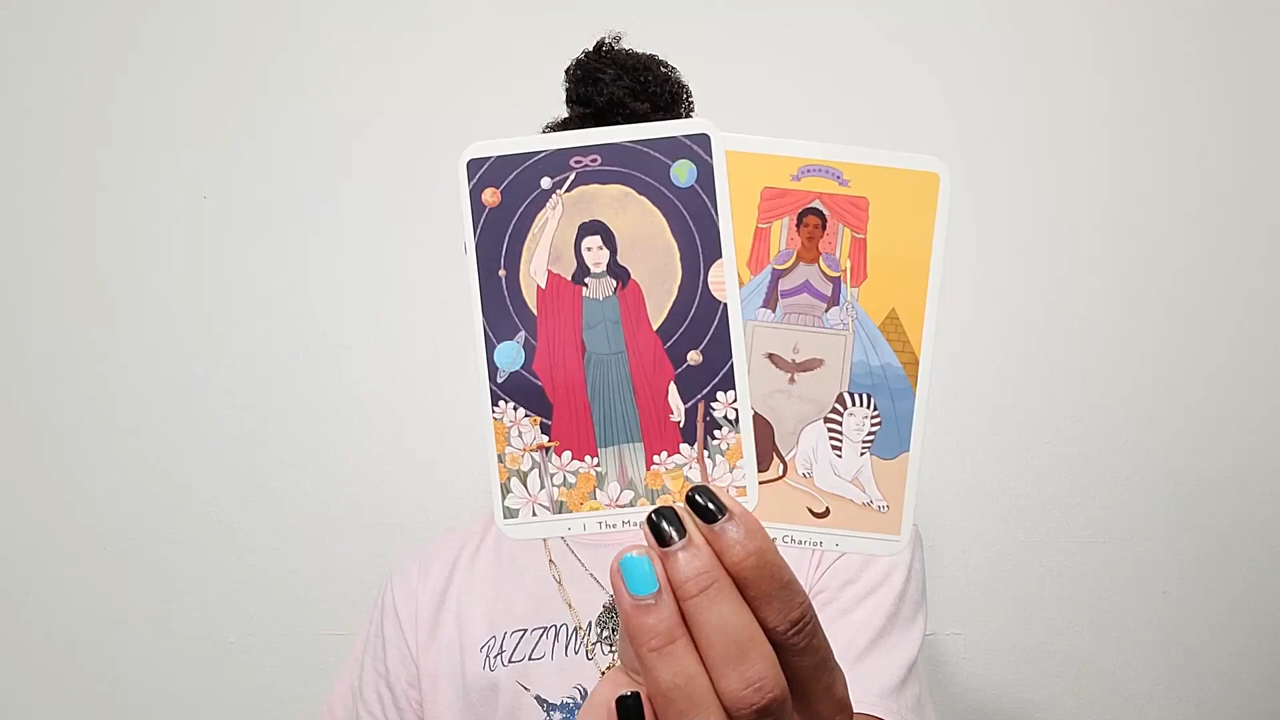 • I The Mag
e Chariot •
RAZZIMA